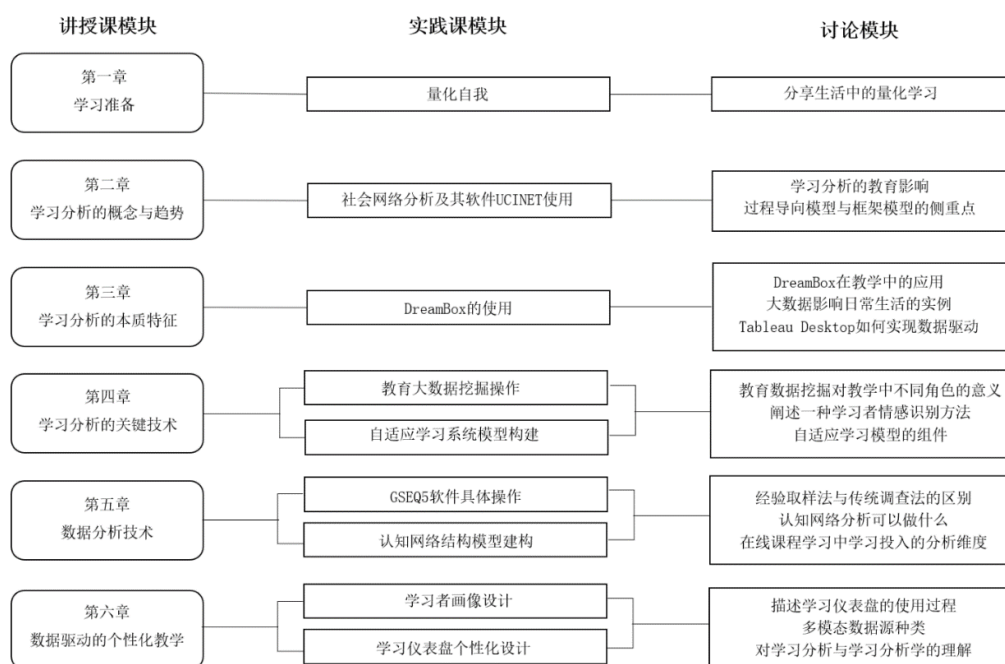 讲授课模块
实践课模块
讨论模块
第一章
学习准备
量化自我
分享生活中的量化学习
第二章
学习分析的概念与趋势
社会网络分析及其软件UCINET使用
学习分析的教育影响
过程导向模型与框架模型的侧重点
第三章
学习分析的本质特征
DreamBox的使用
DreamBox在教学中的应用
大数据影响日常生活的实例
Tableau Desktop如何实现数据驱动
第四章
学习分析的关键技术
教育大数据挖掘操作
自适应学习系统模型构建
教育数据挖掘对教学中不同角色的意义
阐述一种学习者情感识别方法
自适应学习模型的组件
第五章
数据分析技术
GSEQ5软件具体操作
认知网络结构模型建构
经验取样法与传统调查法的区别
认知网络分析可以做什么
在线课程学习中学习投入的分析维度
第六章
数据驱动的个性化教学
学习者画像设计
学习仪表盘个性化设计
描述学习仪表盘的使用过程
多模态数据源种类
对学习分析与学习分析学的理解